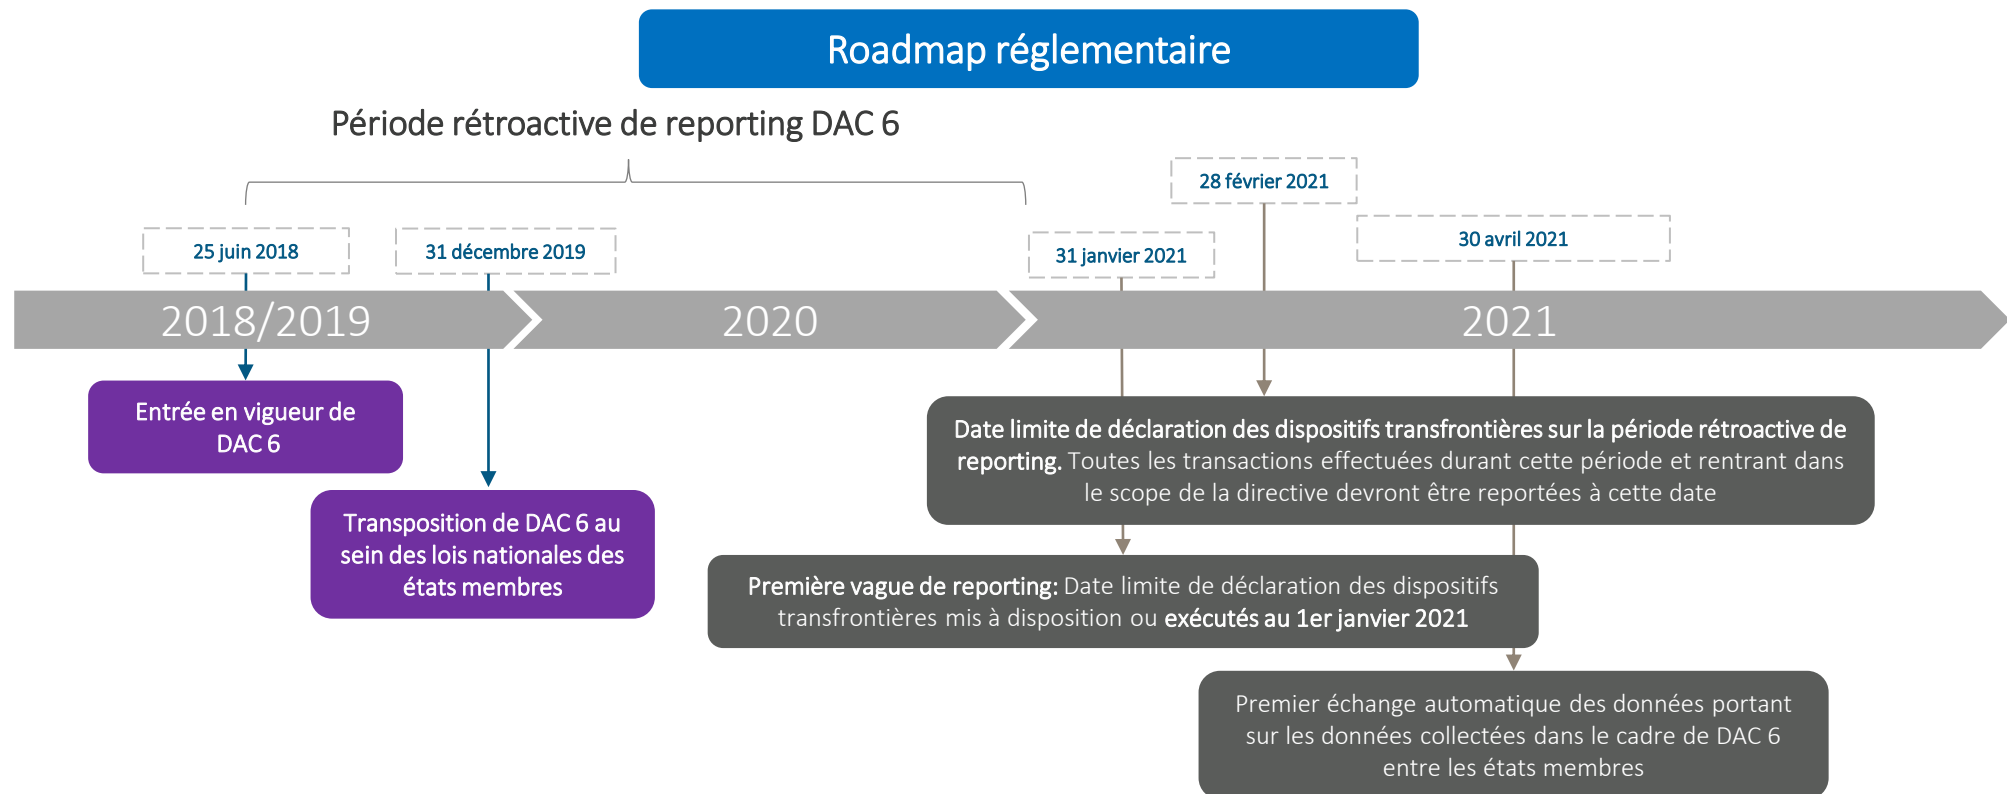 Roadmap réglementaire
Période rétroactive de reporting DAC 6
28 février 2021
25 juin 2018
31 décembre 2019
31 janvier 2021
30 avril 2021
2018/2019
2020
2021
Entrée en vigueur de
DAC 6
Transposition de DAC 6 au
sein des lois nationales des
états membres
Date limite de déclaration des dispositifs transfrontières sur la période rétroactive de
reporting. Toutes les transactions effectuées durant cette période et rentrant dans
le scope de la directive devront être reportées à cette date
Première vague de reporting: Date limite de déclaration des dispositifs
transfrontières mis à disposition ou exécutés au 1er janvier 2021
Premier échange automatique des données portant
sur les données collectées dans le cadre de DAC 6
entre les états membres